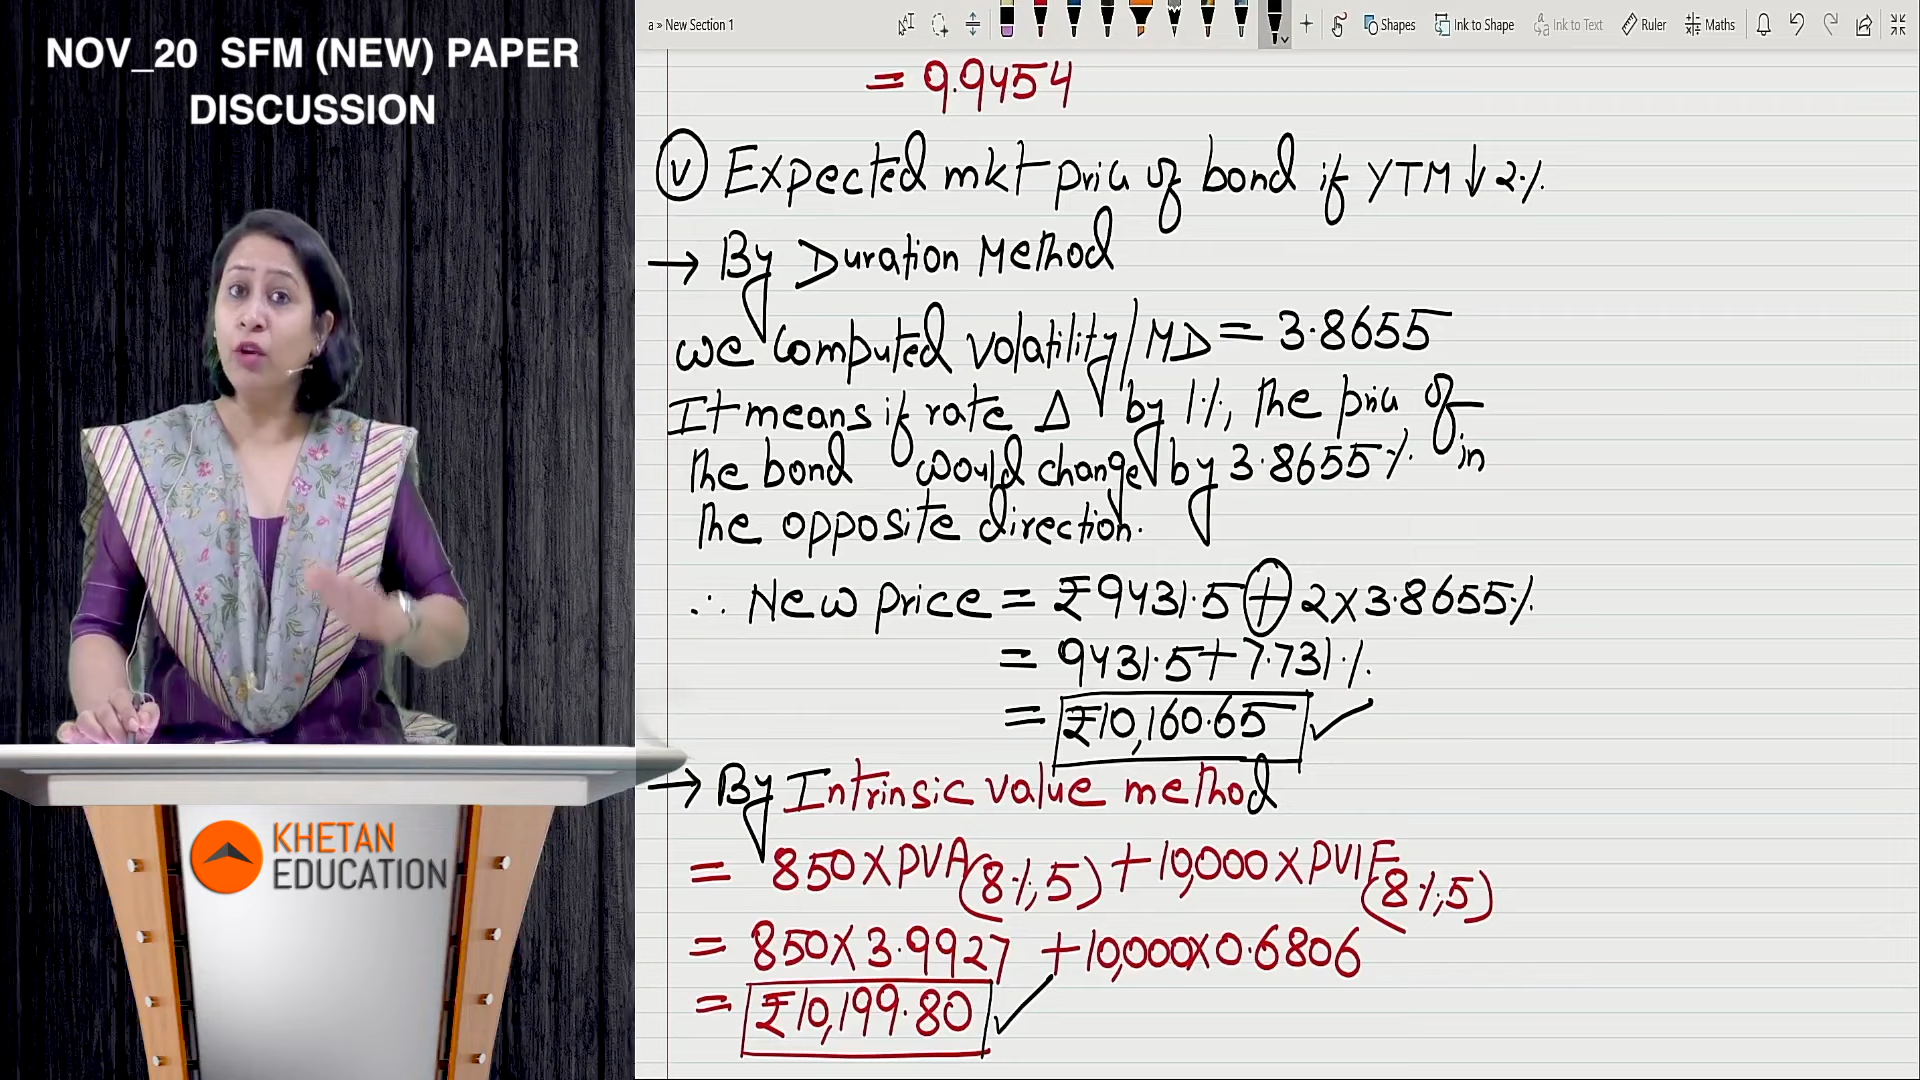 NOV_20 SFM (NEW) PAPER
DISCUSSION
KHETAN
EDUCATION
a » New Section 1
Shapes
Ink to Shape
Ink to Text
Ruler
Maths
= 9.9454
(v) Expected mkt price of bond if YTM ↓ 2%
→ By Duration Method
We computed volatility/MD = 3.8655
It means if rate Δ by 1%, the price of
the bond would change by 3.8655% in
the opposite direction.
∴ New price = ₹9431.5 + 2 x 3.8655%
= 9431.5 + 7.731%
= ₹10,160.65 ✓
→ By Intrinsic value method
= 850 x PVA(8%,5) + 10,000 x PVIF(8%,5)
= 850 x 3.9927 + 10,000 x 0.6806
= ₹10,199.80 ✓